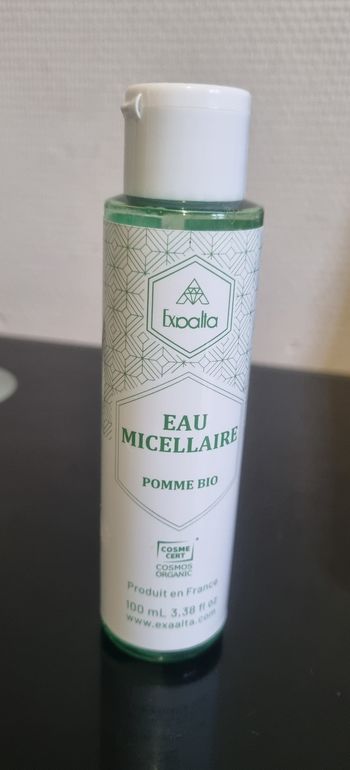 Exaalta
EAU
MICELLAIRE
POMME BIO
COSME
CERT
COSMOS
ORGANIC
Produit en France
100 mL 3.38 fl oz
www.exaalta.com